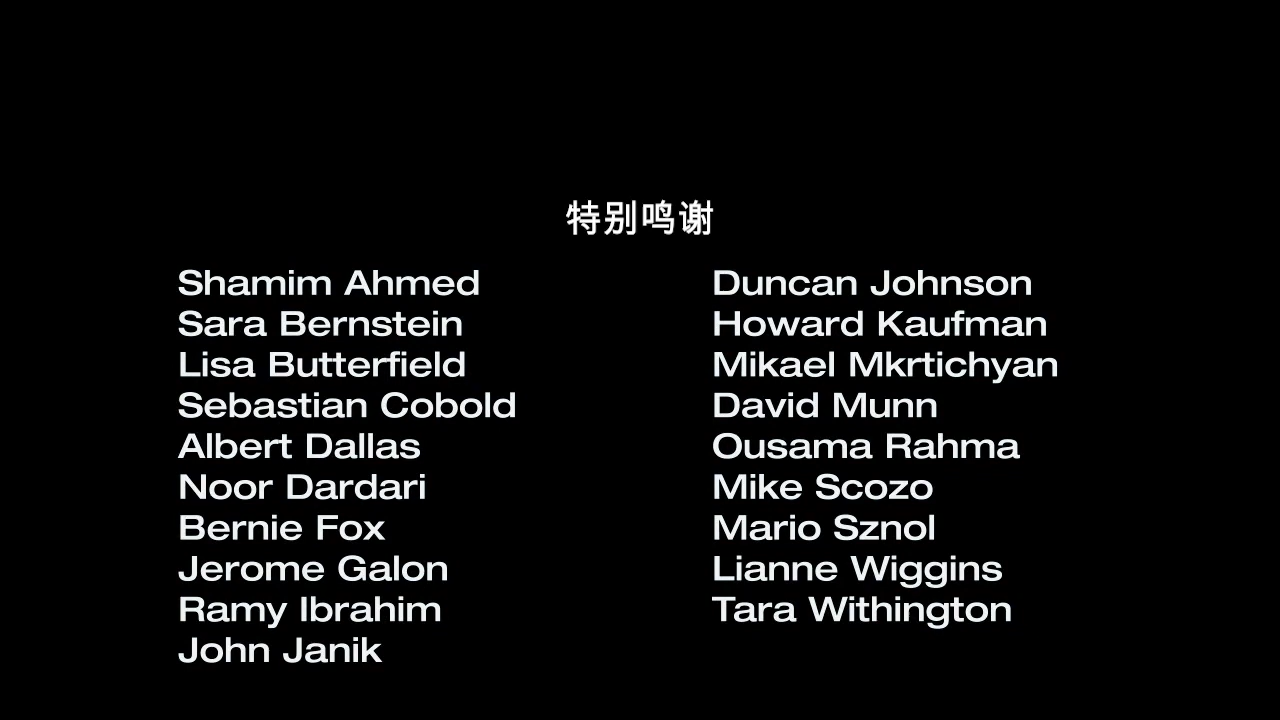 特别鸣谢
Shamim Ahmed
Sara Bernstein
Lisa Butterfield
Sebastian Cobold
Albert Dallas
Noor Dardari
Bernie Fox
Jerome Galon
Ramy Ibrahim
John Janik
Duncan Johnson
Howard Kaufman
Mikael Mkrtichyan
David Munn
Ousama Rahma
Mike Scozo
Mario Sznol
Lianne Wiggins
Tara Withington